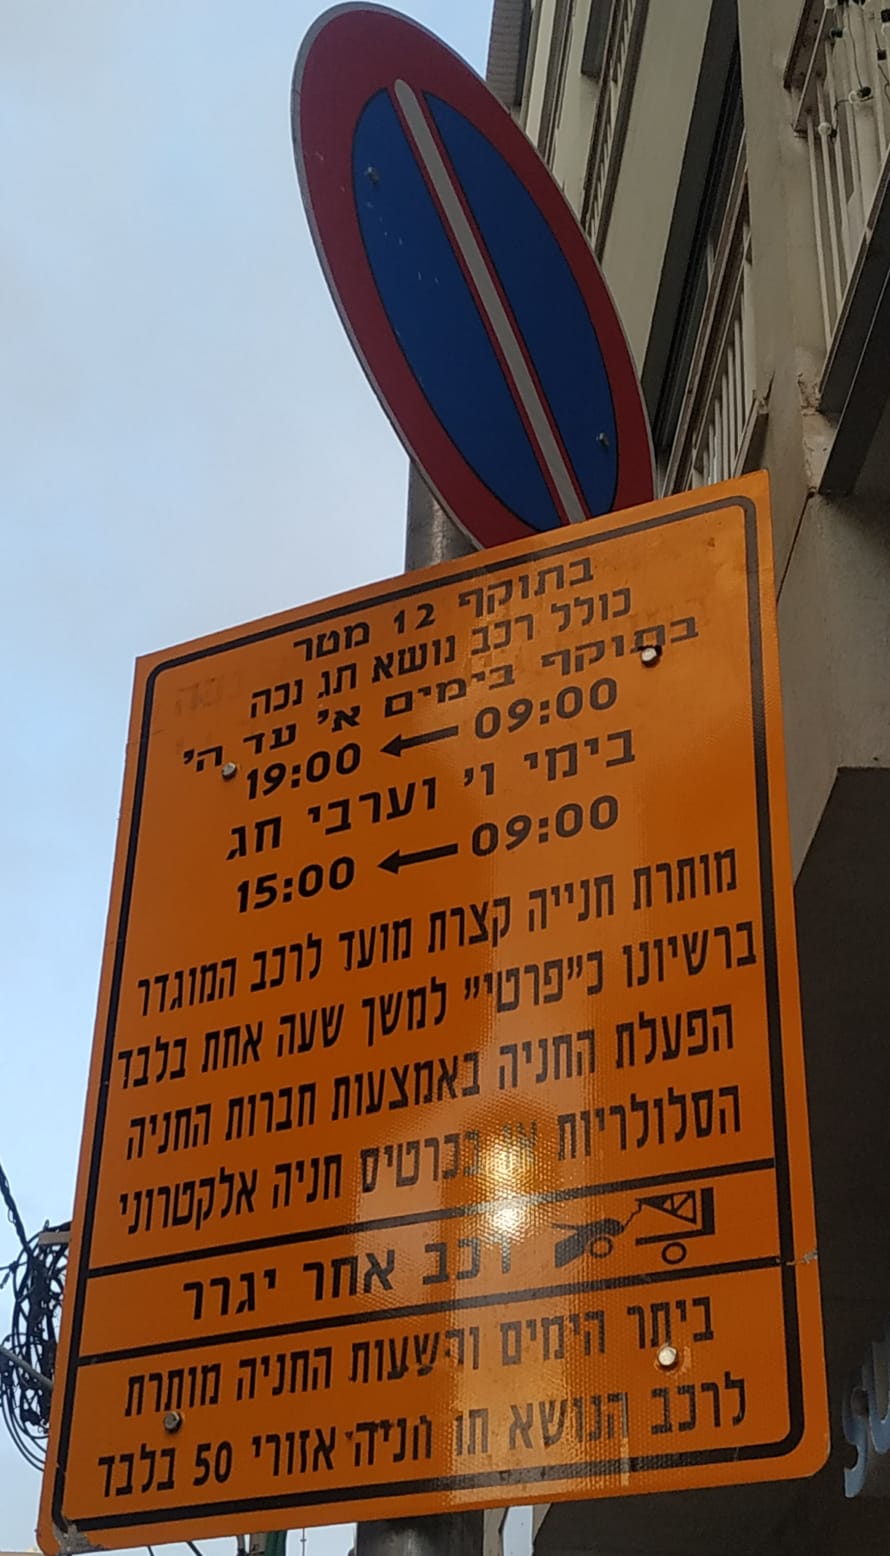 בתוקף 12 מטר
כולל רכב נושא תג נכה
בתוקף בימים א' עד ה'
09:00 ← 19:00
בימי ו' וערבי חג
09:00 ← 15:00
מותרת חנייה קצרת מועד לרכב המוגדר
ברשיונו כ"פרטי" למשך שעה אחת בלבד
הפעלת החניה באמצעות חברות החניה
הסלולריות או בכרטיס חניה אלקטרוני
רכב אחר יגרר
ביתר הימים והשעות החניה מותרת
לרכב הנושא תו חניה אזורי 50 בלבד